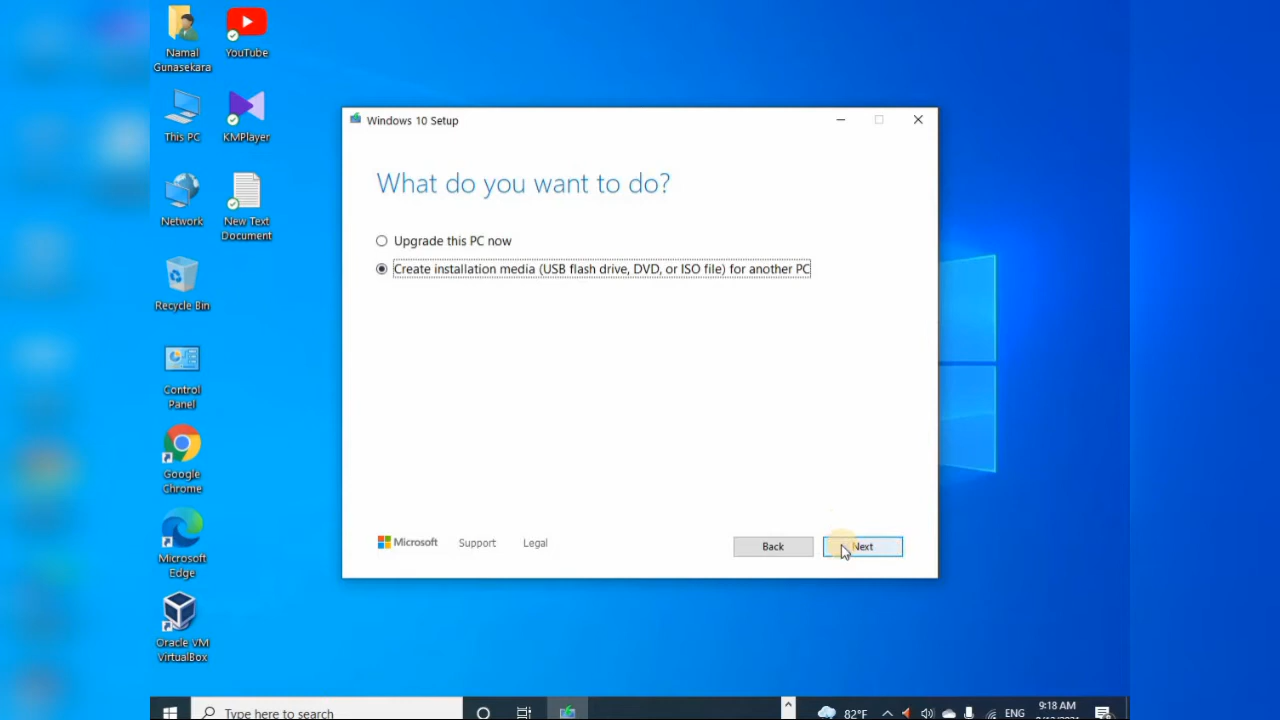 Namal
Gunasekara
YouTube
This PC
KMPlayer
Network
New Text
Document
Recycle Bin
Control
Panel
Google
Chrome
Microsoft
Edge
Oracle VM
VirtualBox
Windows 10 Setup
What do you want to do?
Upgrade this PC now
Create installation media (USB flash drive, DVD, or ISO file) for another PC
Microsoft
Support
Legal
Back
Next
Type here to search
82°F
ENG
9:18 AM